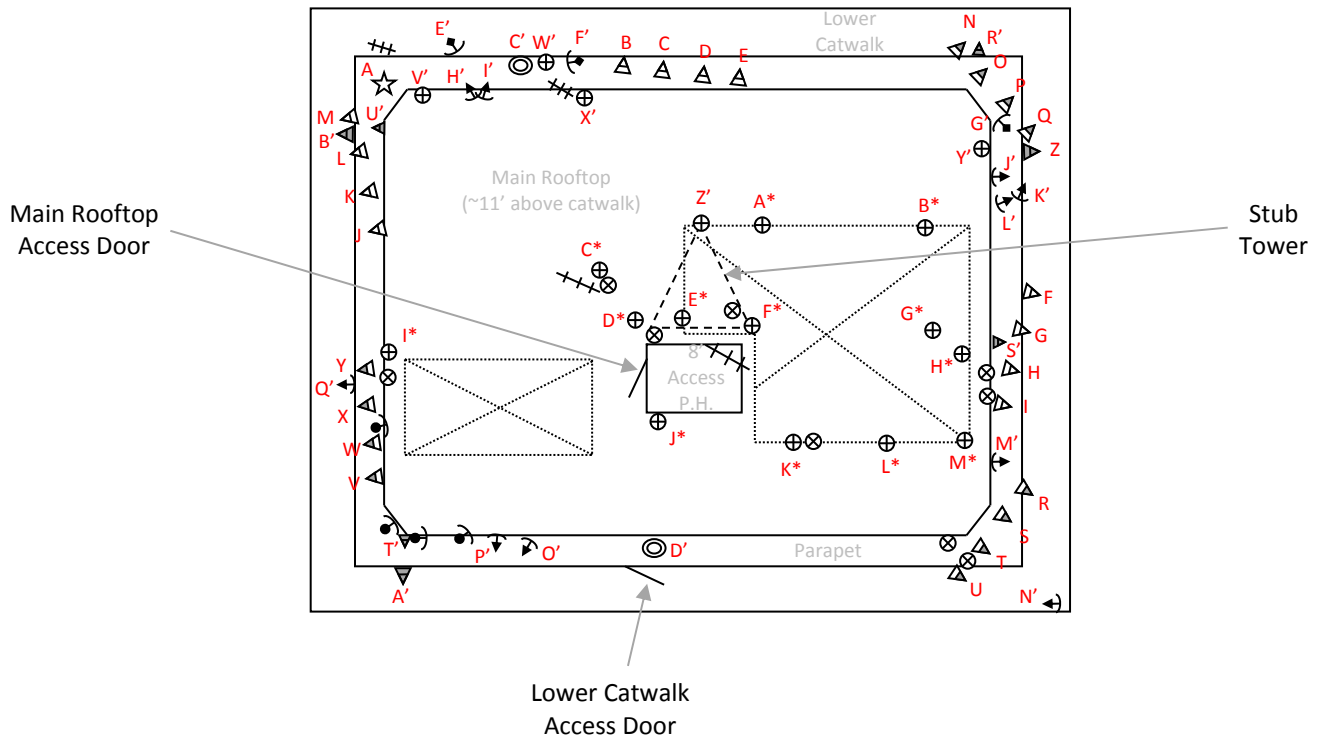 Lower
Catwalk
N
R'
E'
C'
W'
F'
B
C
D
E
O
A
V'
H'
I'
X'
P
M
U'
B'
L
G'
Q
Y'
Z
J'
K
Main Rooftop
(~11' above catwalk)
Z'
A*
B*
L'
K'
Main Rooftop
Access Door
Stub
Tower
J
C*
F
D*
E*
F*
G*
G
I*
S'
8'
Access
P.H.
H*
Y
H
Q'
X
I
J*
W
K*
L*
M*
M'
V
R
T'
P'
O'
D'
Parapet
S
T
A'
U
N'
Lower Catwalk
Access Door